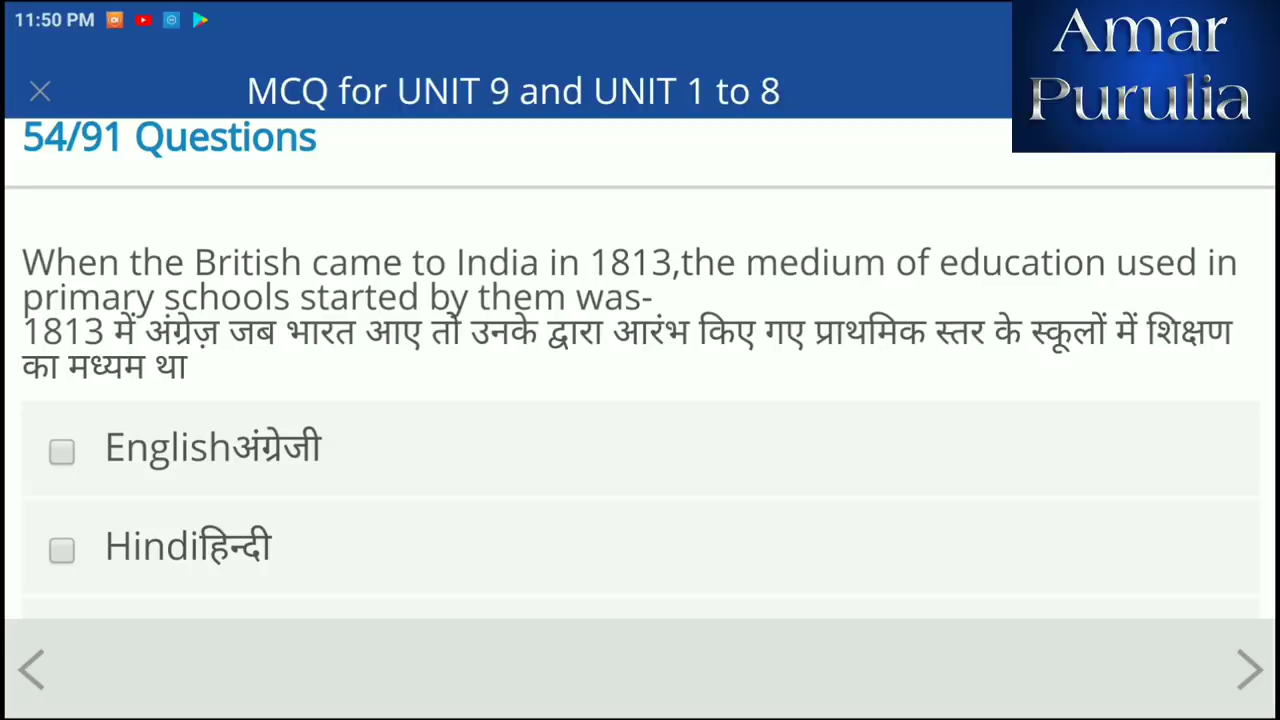 11:50 PM
MCQ for UNIT 9 and UNIT 1 to 8
Amar
Purulia
54/91 Questions
When the British came to India in 1813,the medium of education used in
primary schools started by them was-
1813 में अंग्रेज़ जब भारत आए तो उनके द्वारा आरंभ किए गए प्राथमिक स्तर के स्कूलों में शिक्षण
का मध्यम था
Englishअंग्रेजी
Hindiहिन्दी